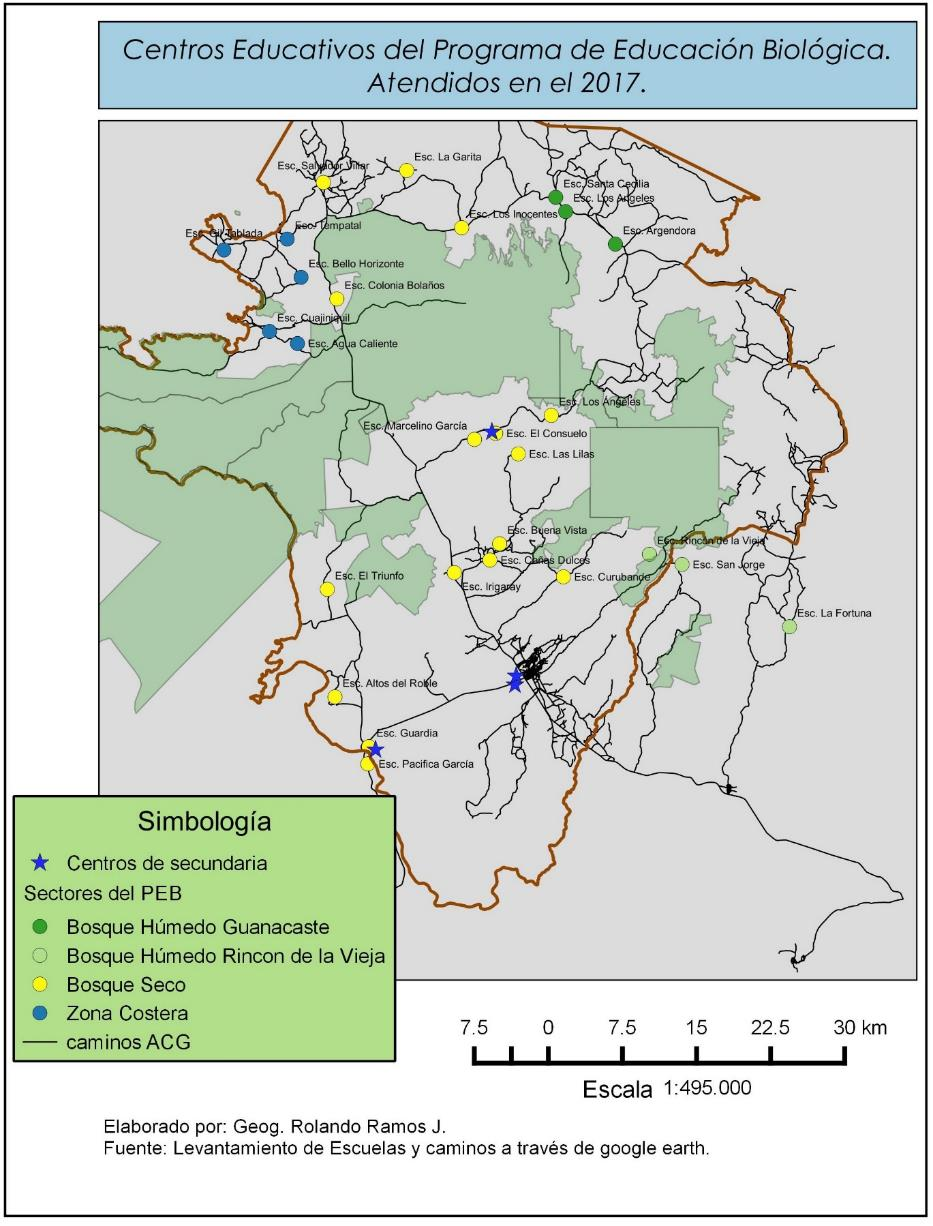 Centros Educativos del Programa de Educación Biológica.
Atendidos en el 2017.
Esc. La Garita
Esc. Salvador Villar
Esc. Santa Cecilia
Esc. Los Angeles
Esc. Los Inocentes
Esc. Tempatal
Esc. Gil Tablada
Esc. Argendora
Esc. Bello Horizonte
Esc. Colonia Bolaños
Esc. Cuajiniquil
Esc. Agua Caliente
Esc. Los Angeles
Esc. Marcelino García
Esc. El Consuelo
Esc. Las Lilas
Esc. Buena Vista
Esc. Rincon de la Vieja
Esc. Cañas Dulces
Esc. San Jorge
Esc. El Triunfo
Esc. Curubande
Esc. Irigaray
Esc. La Fortuna
Esc. Altos del Roble
Esc. Guardia
Esc. Pacifica García
Simbología
Centros de secundaria
Sectores del PEB
Bosque Húmedo Guanacaste
Bosque Húmedo Rincon de la Vieja
Bosque Seco
Zona Costera
caminos ACG
7.5 0 7.5 15 22.5 30 km
Escala 1:495.000
Elaborado por: Geog. Rolando Ramos J.
Fuente: Levantamiento de Escuelas y caminos a través de google earth.